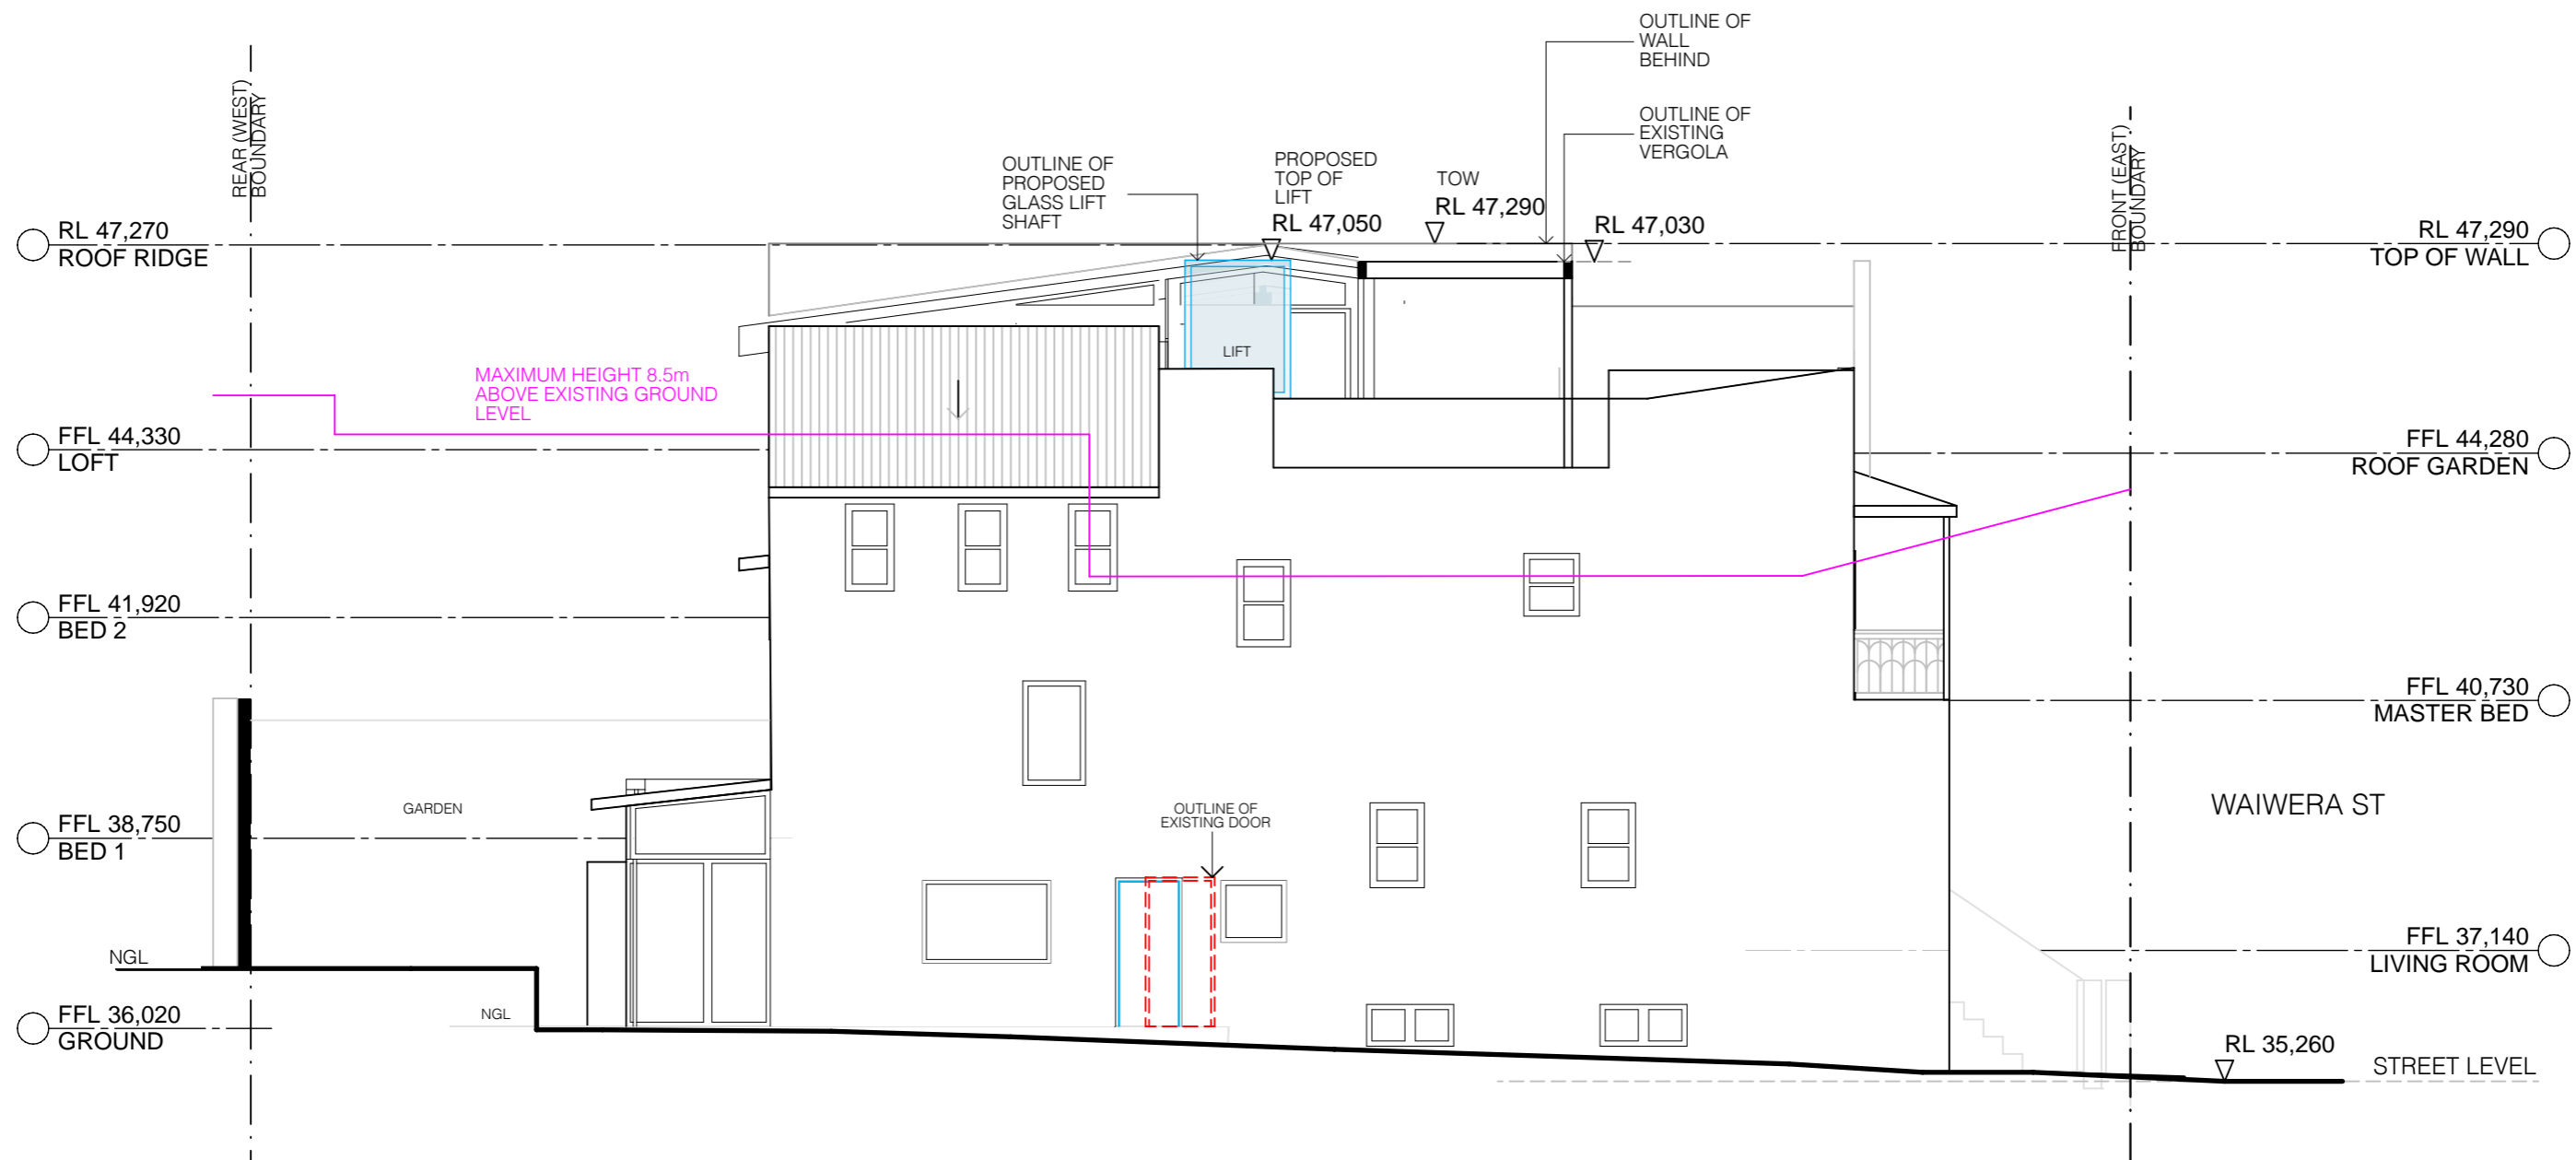 OUTLINE OF
WALL
BEHIND
OUTLINE OF
EXISTING
VERGOLA
REAR (WEST)
BOUNDARY
FRONT (EAST)
BOUNDARY
OUTLINE OF
PROPOSED
GLASS LIFT
SHAFT
PROPOSED
TOP OF
LIFT
RL 47,050
TOW
RL 47,290
RL 47,030
RL 47,270
ROOF RIDGE
RL 47,290
TOP OF WALL
LIFT
MAXIMUM HEIGHT 8.5m
ABOVE EXISTING GROUND
LEVEL
FFL 44,330
LOFT
FFL 44,280
ROOF GARDEN
FFL 41,920
BED 2
FFL 40,730
MASTER BED
GARDEN
OUTLINE OF
EXISTING DOOR
WAIWERA ST
FFL 38,750
BED 1
FFL 37,140
LIVING ROOM
NGL
NGL
FFL 36,020
GROUND
RL 35,260
STREET LEVEL